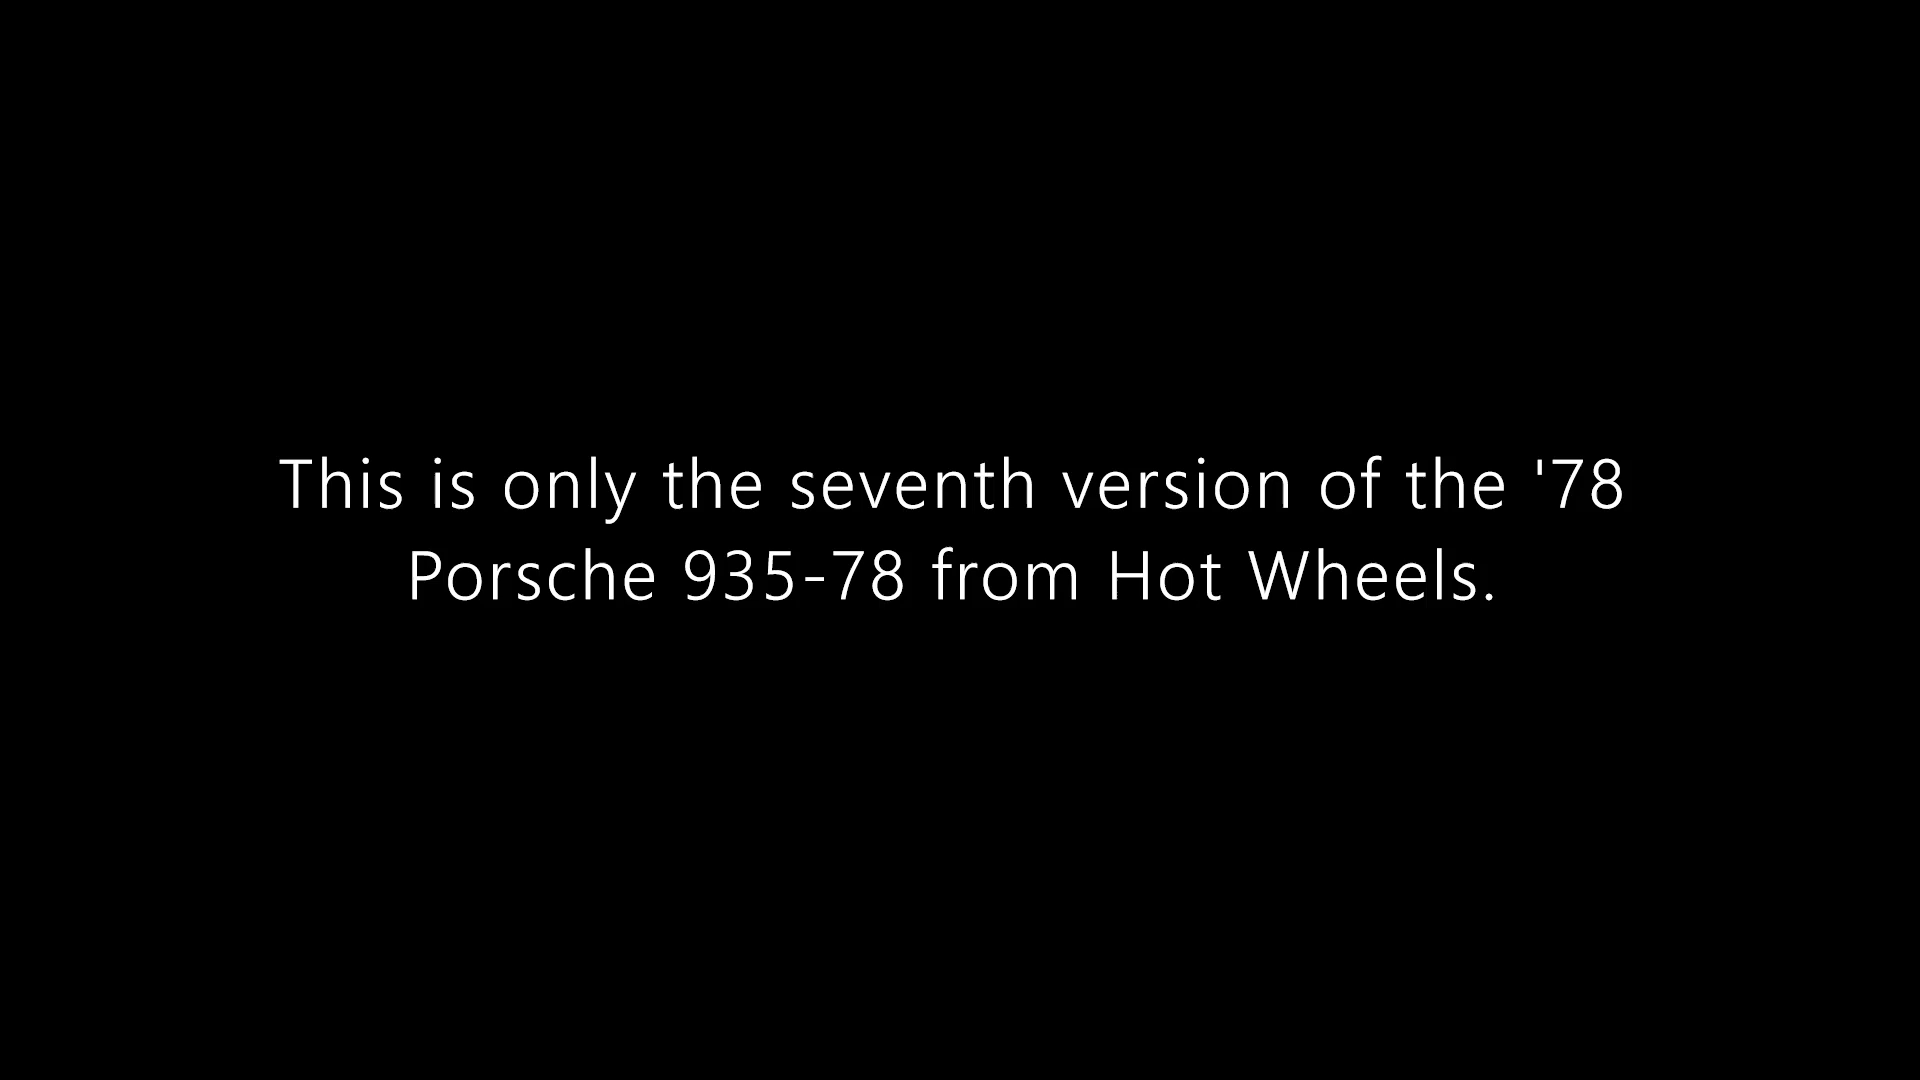 This is only the seventh version of the '78
Porsche 935-78 from Hot Wheels.